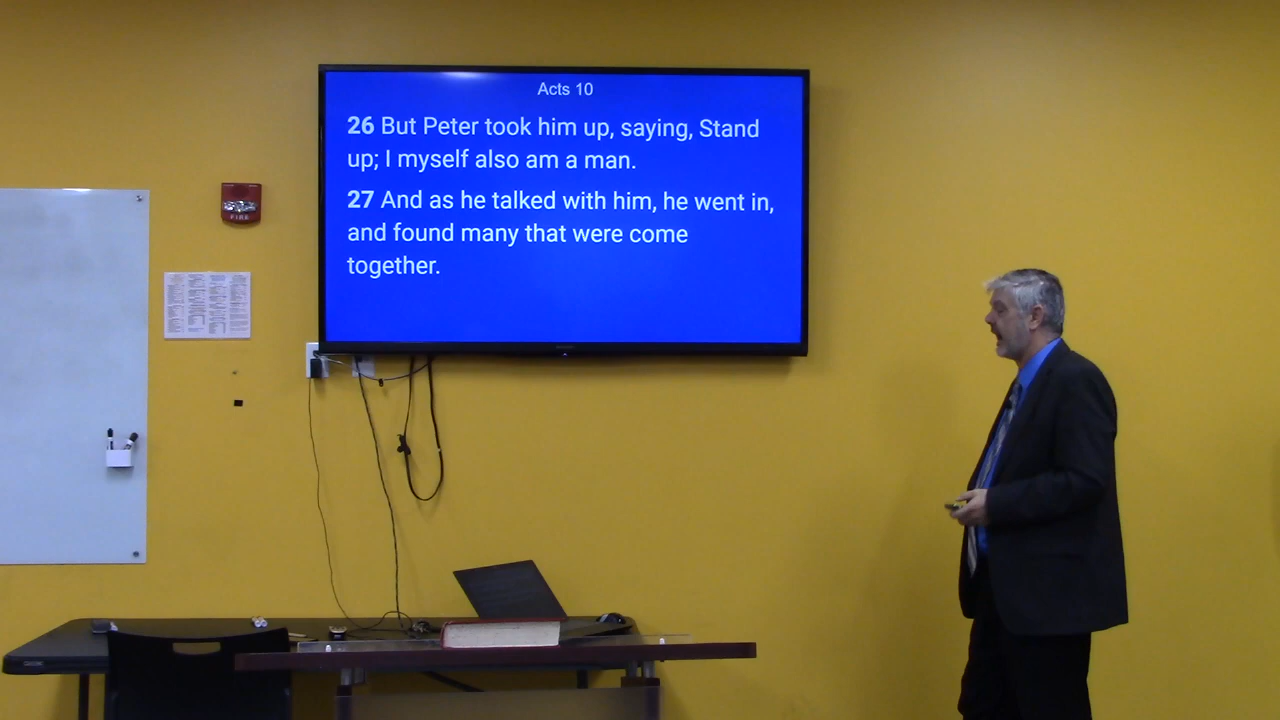 Acts 10
26 But Peter took him up, saying, Stand
up; I myself also am a man.
27 And as he talked with him, he went in,
and found many that were come
together.
FIRE